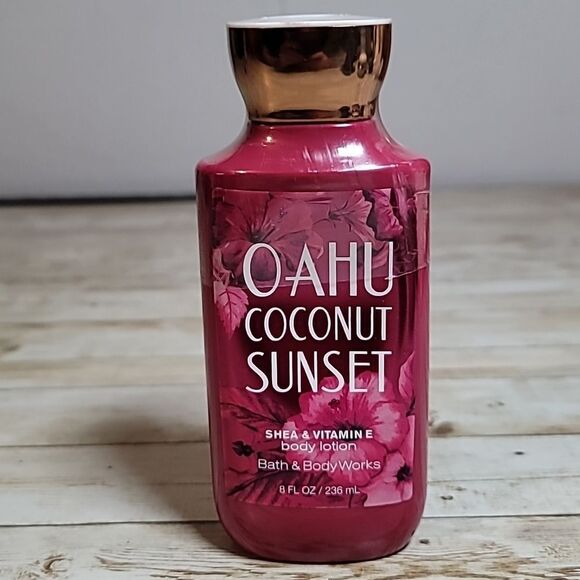 OAHU
COCONUT
SUNSET
SHEA & VITAMIN E
body lotion
Bath & Body Works
8 FL OZ / 236 mL